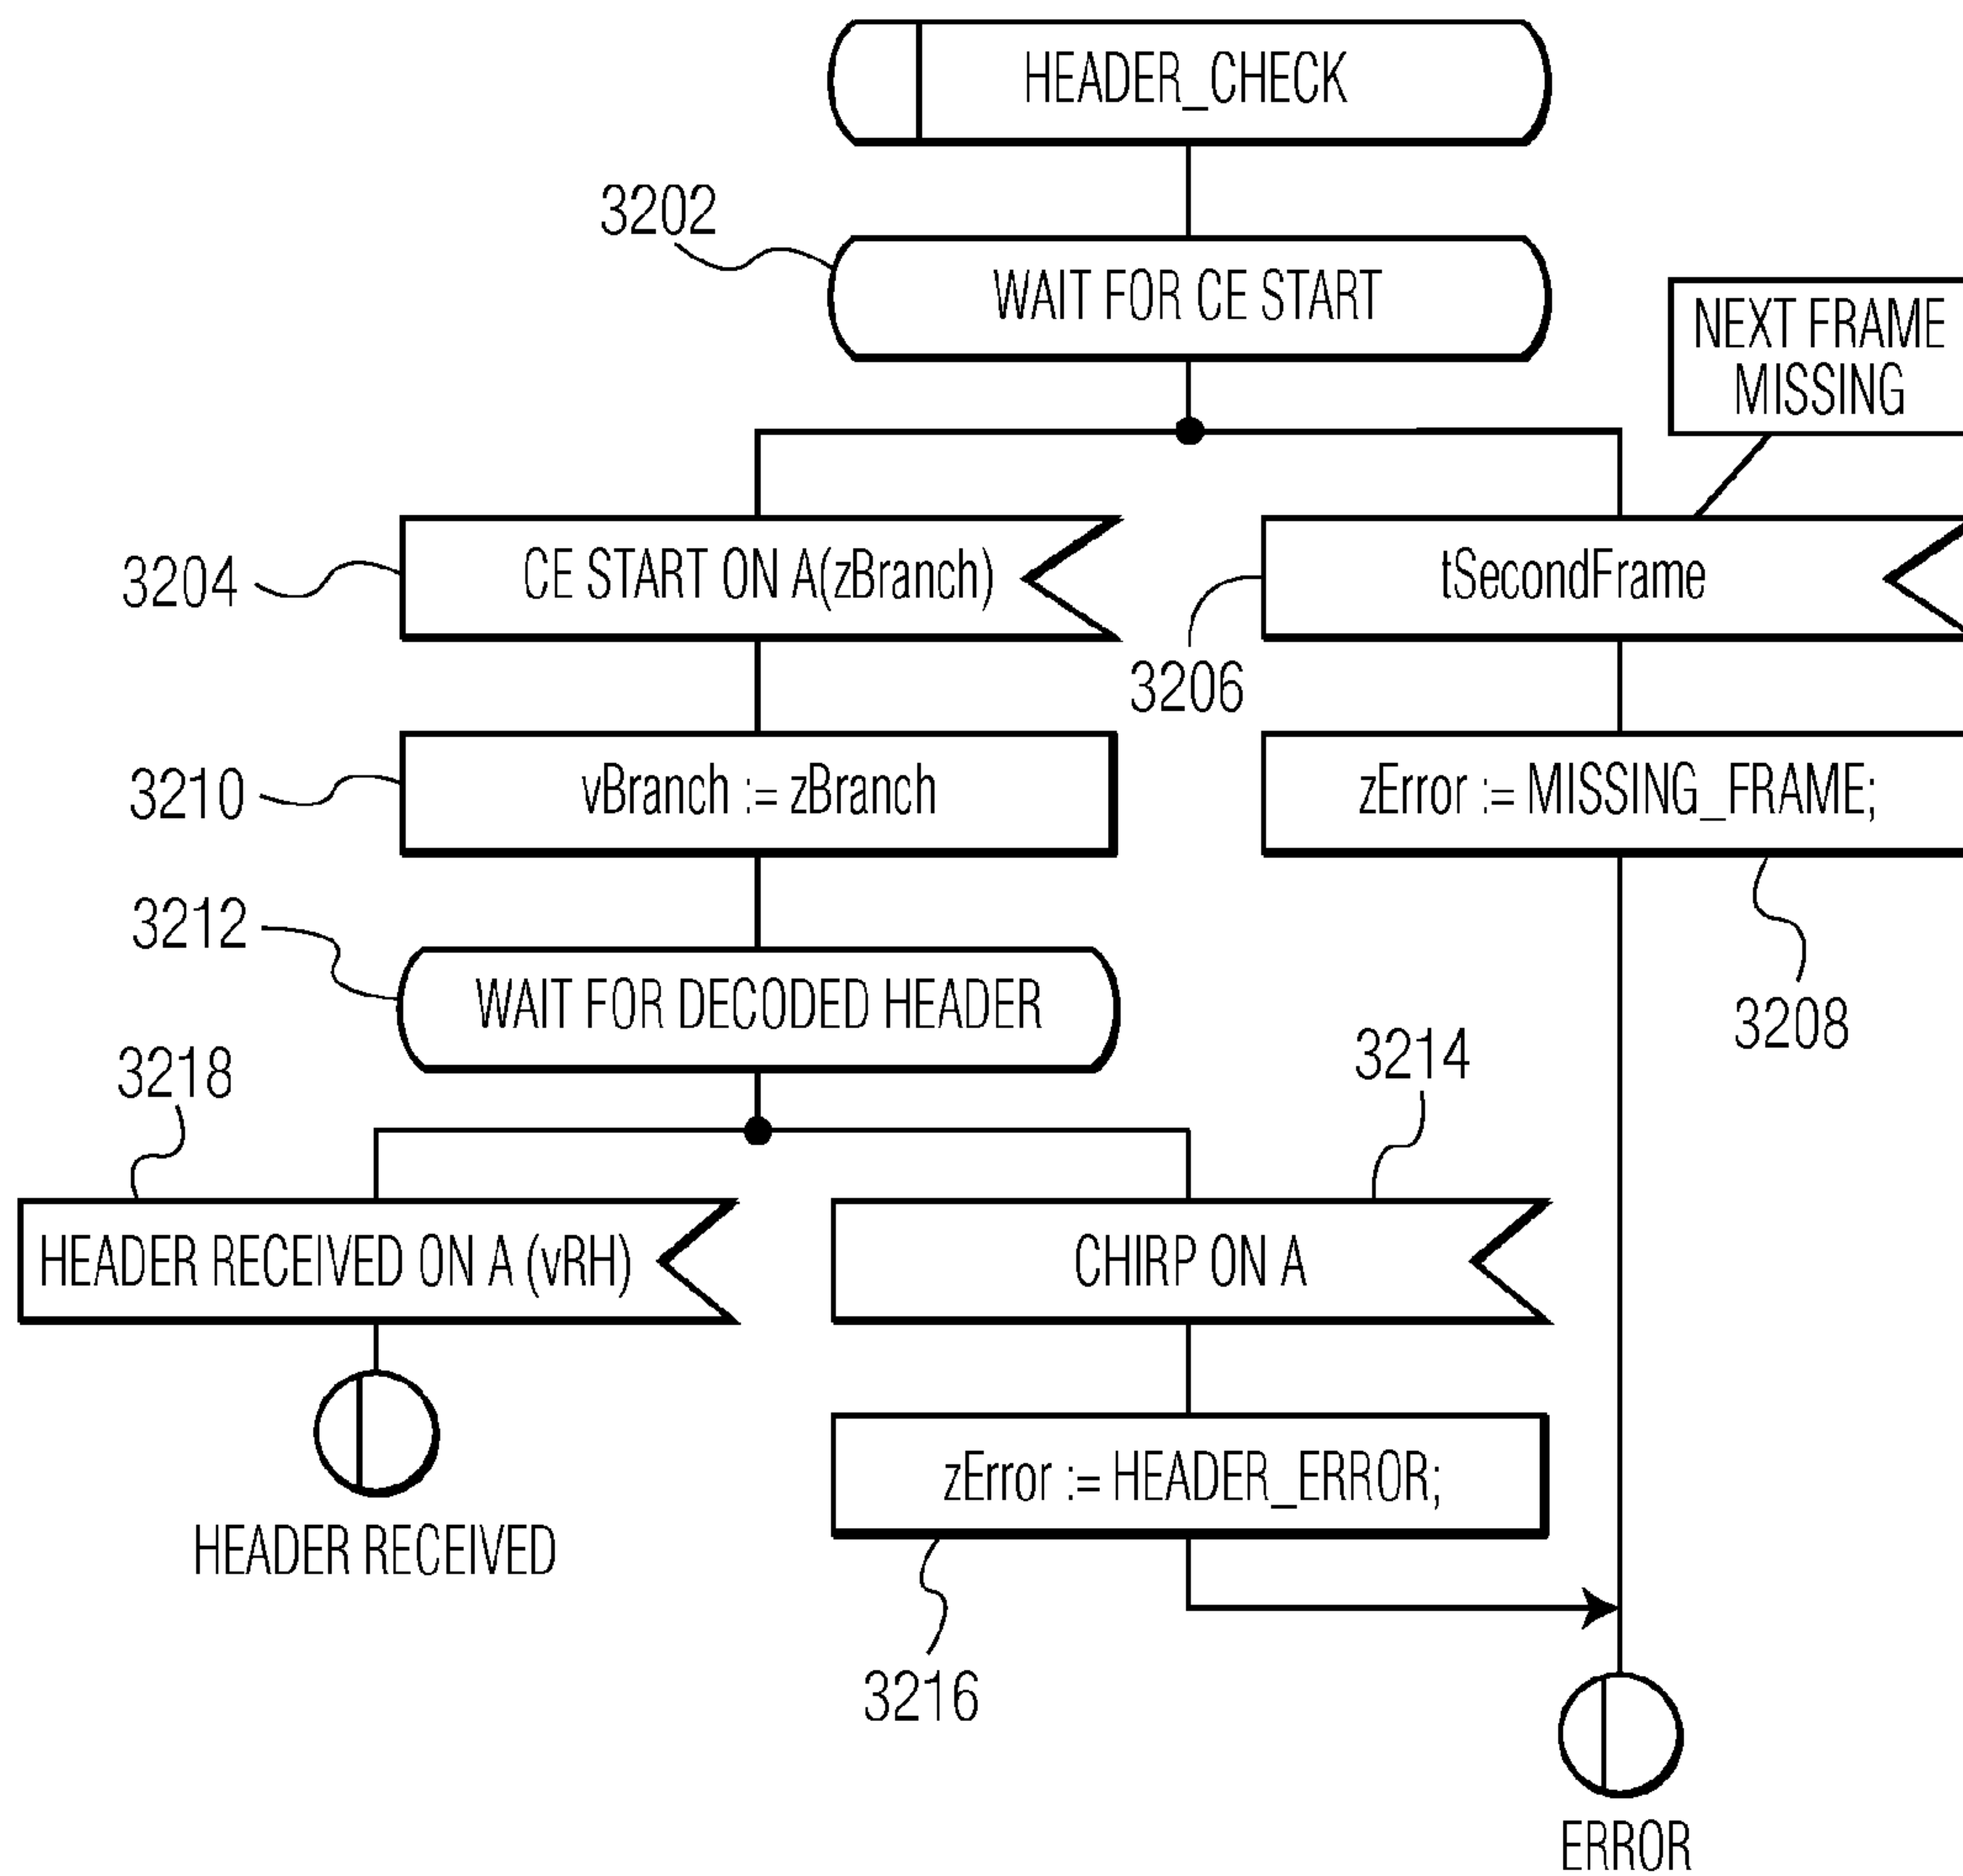 HEADER_CHECK
3202
WAIT FOR CE START
NEXT FRAME
MISSING
3204
CE START ON A(zBranch)
tSecondFrame
3206
3210
vBranch := zBranch
zError := MISSING_FRAME;
3212
WAIT FOR DECODED HEADER
3208
3218
3214
HEADER RECEIVED ON A (vRH)
CHIRP ON A
zError := HEADER_ERROR;
HEADER RECEIVED
3216
ERROR